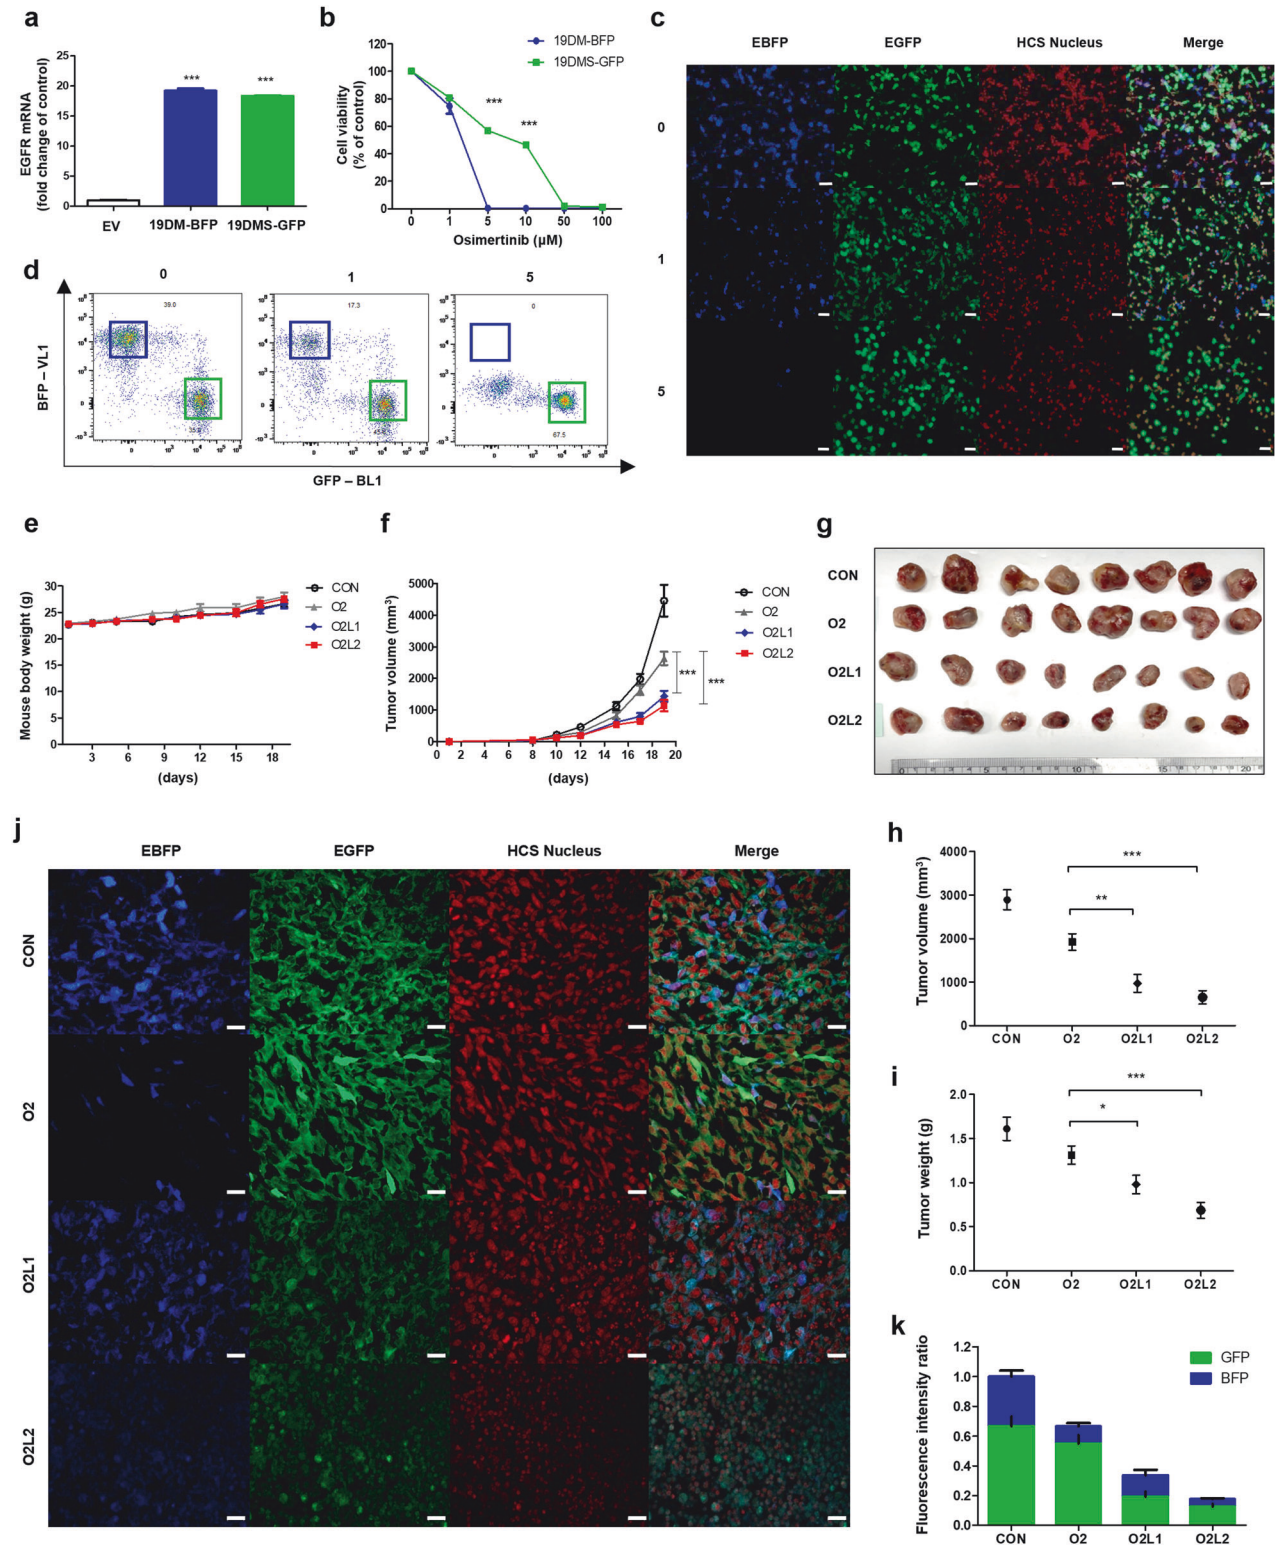 a
EGFR mRNA
(fold change of control)
25
20
15
10
5
0
***
***
EV
19DM-BFP
19DMS-GFP
b
19DM-BFP
19DMS-GFP
Cell viability
(% of control)
120
100
80
60
40
20
0
***
***
0
1
5
10
50
100
Osimertinib (µM)
c
EBFP
EGFP
HCS Nucleus
Merge
0
1
5
d
0
1
5
39.0
17.3
0
67.5
BFP – VL1
GFP – BL1
e
Mouse body weight (g)
30
25
20
15
10
5
0
3
6
9
12
15
18
(days)
CON
O2
O2L1
O2L2
f
Tumor volume (mm³)
5000
4000
3000
2000
1000
0
0
2
4
6
8
10
12
14
16
18
20
(days)
***
***
CON
O2
O2L1
O2L2
g
CON
O2
O2L1
O2L2
j
EBFP
EGFP
HCS Nucleus
Merge
CON
O2
O2L1
O2L2
h
Tumor volume (mm³)
4000
3000
2000
1000
0
***
**
CON
O2
O2L1
O2L2
i
Tumor weight (g)
2.0
1.5
1.0
0.5
0.0
***
*
CON
O2
O2L1
O2L2
k
Fluorescence intensity ratio
1.2
1.0
0.8
0.6
0.4
0.2
0.0
GFP
BFP
CON
O2
O2L1
O2L2